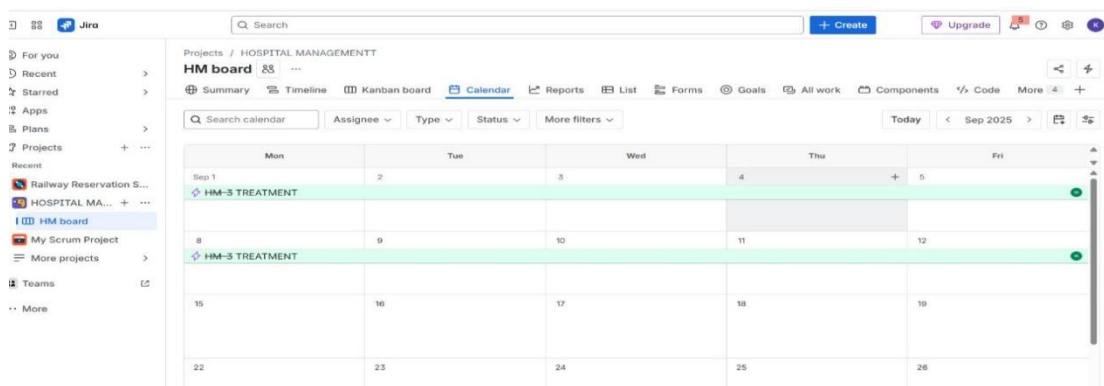 Jira
Search
+ Create
Upgrade
5
K
For you
Recent
Starred
Apps
Plans
Projects
Recent
Railway Reservation S...
HOSPITAL MA...
HM board
My Scrum Project
More projects
Teams
More
Projects / HOSPITAL MANAGEMENTT
HM board
Summary Timeline Kanban board Calendar Reports List Forms Goals All work Components Code More 4
Search calendar Assignee Type Status More filters Today Sep 2025
Mon Tue Wed Thu Fri
Sep 1 2 3 4 5
HM-3 TREATMENT
8 9 10 11 12
HM-3 TREATMENT
15 16 17 18 19
22 23 24 25 26